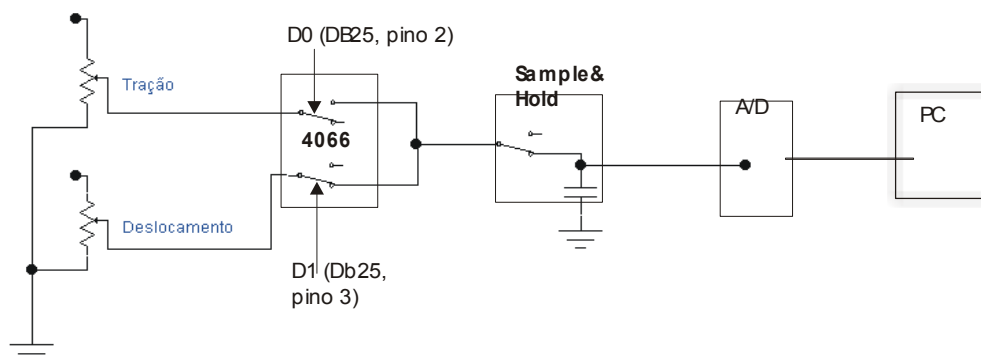 D0 (DB25, pino 2)
Tração
4066
Sample&
Hold
A/D
PC
Deslocamento
D1 (Db25,
pino 3)